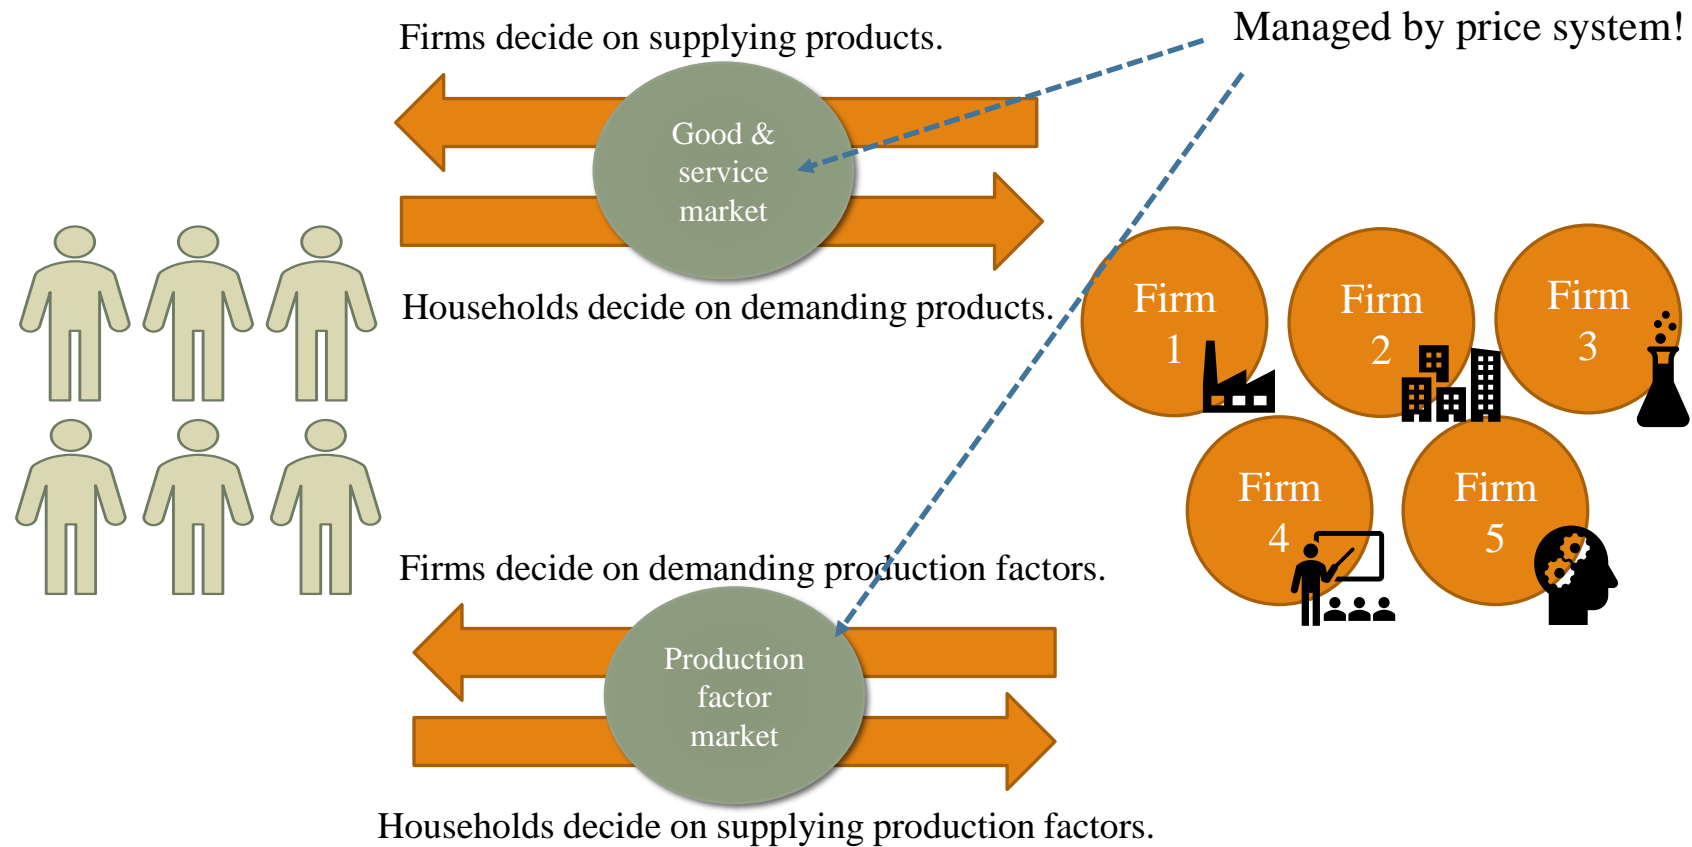 Firms decide on supplying products.
Managed by price system!
Good &
service
market
Households decide on demanding products.
Firm
1
Firm
2
Firm
3
Firm
4
Firm
5
Firms decide on demanding production factors.
Production
factor
market
Households decide on supplying production factors.